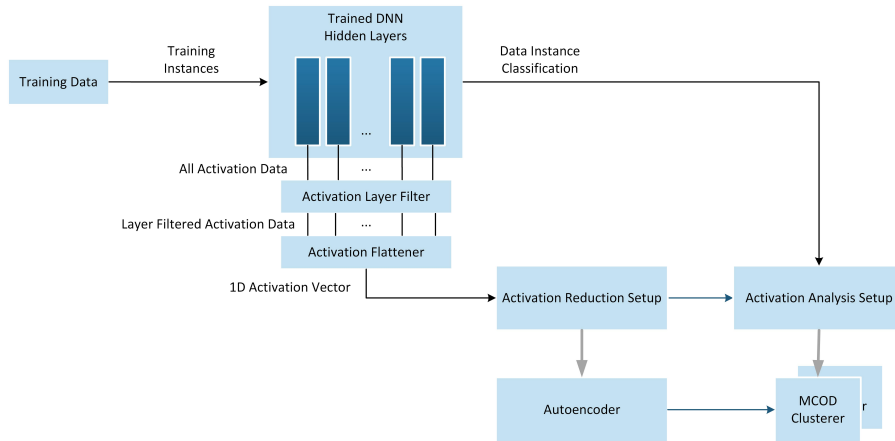 Trained DNN
Hidden Layers
Training
Instances
Data Instance
Classification
Training Data
...
All Activation Data
...
Activation Layer Filter
Layer Filtered Activation Data
...
Activation Flattener
1D Activation Vector
Activation Reduction Setup
Activation Analysis Setup
Autoencoder
MCOD
Clusterer